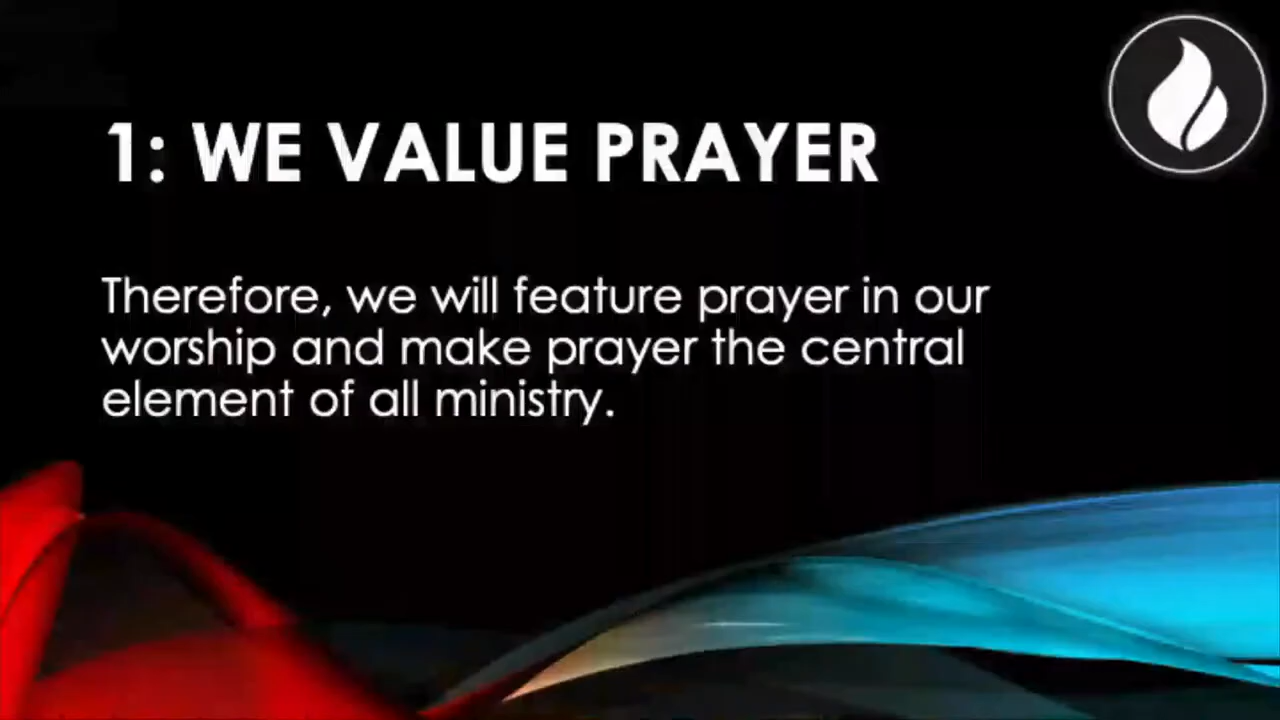 1: WE VALUE PRAYER
Therefore, we will feature prayer in our
worship and make prayer the central
element of all ministry.